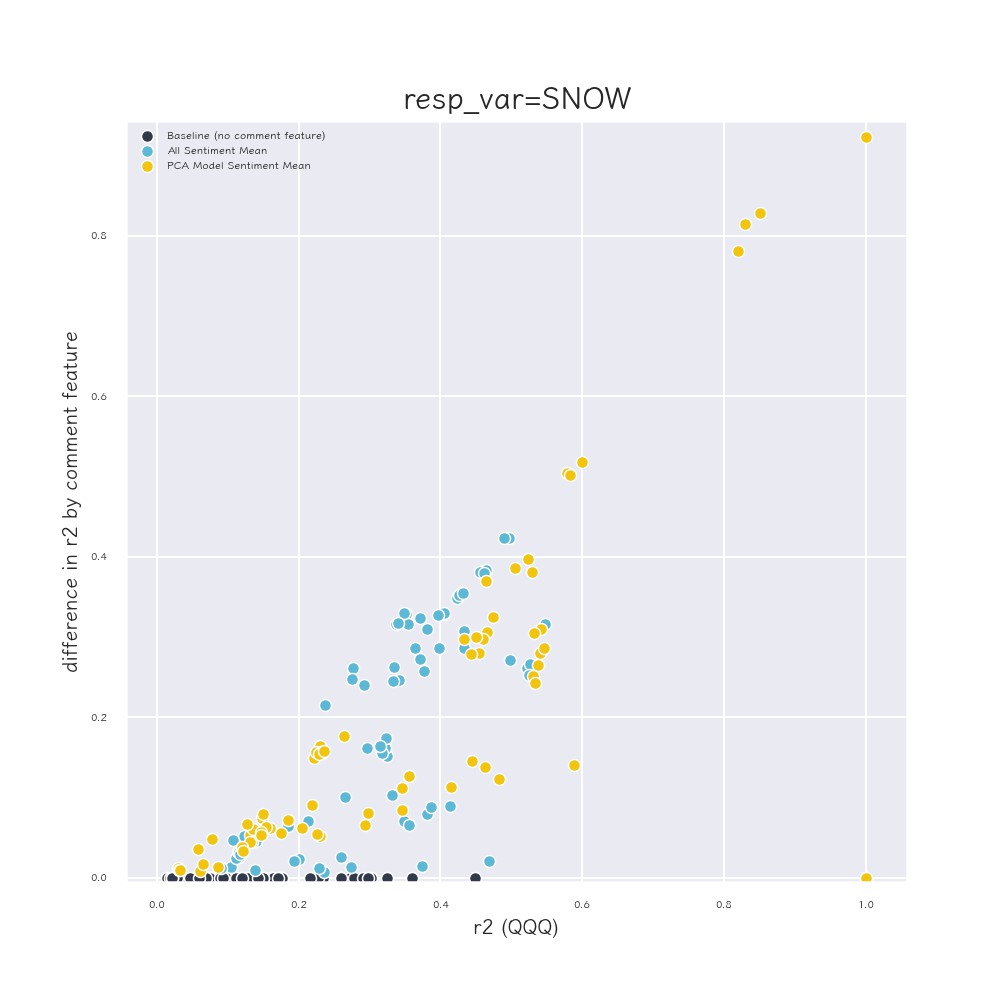 resp_var=SNOW
Baseline (no comment feature)
All Sentiment Mean
PCA Model Sentiment Mean
difference in r2 by comment feature
0.8
0.6
0.4
0.2
0.0
0.0 0.2 0.4 0.6 0.8 1.0
r2 (QQQ)